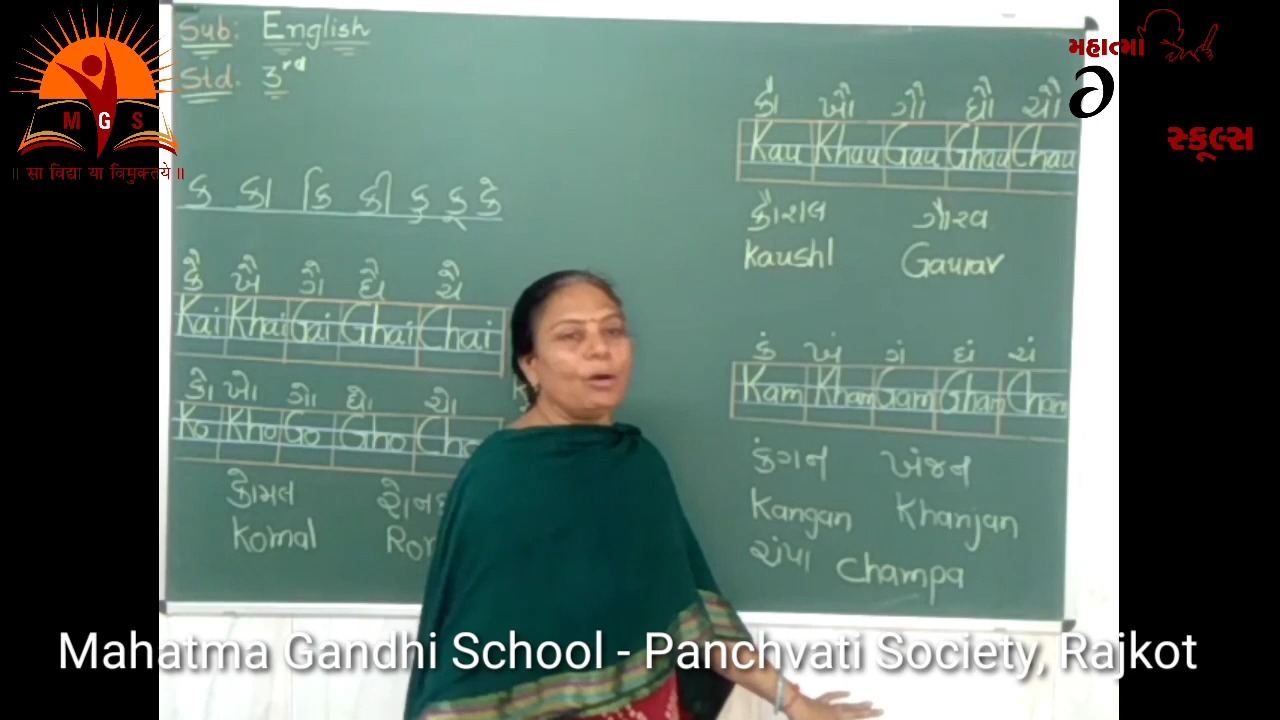 Sub: English
Std. 3rd
M G S
॥ सा विद्या या विमुक्तये ॥
મહાત્મા
સ્કૂલ્સ
ક કા કિ કી કુ કૂ કે
કૈ ખૈ ગૈ ઘૈ ચૈ
Kai Khai Gai Ghai Chai
કો ખો ગો ઘો ચો
Ko Kho Go Gho Cho
કોમલ
Komal
કૌ ખૌ ગૌ ઘૌ ચૌ
Kau Khau Gau Ghau Chau
કૌશલ ગૌરવ
Kaushl Gaurav
કં ખં ગં ઘં ચં
Kam Kham Gam Gham Cham
કંગન ખંજન
Kangan Khanjan
ચંપા Champa
Mahatma Gandhi School - Panchvati Society, Rajkot